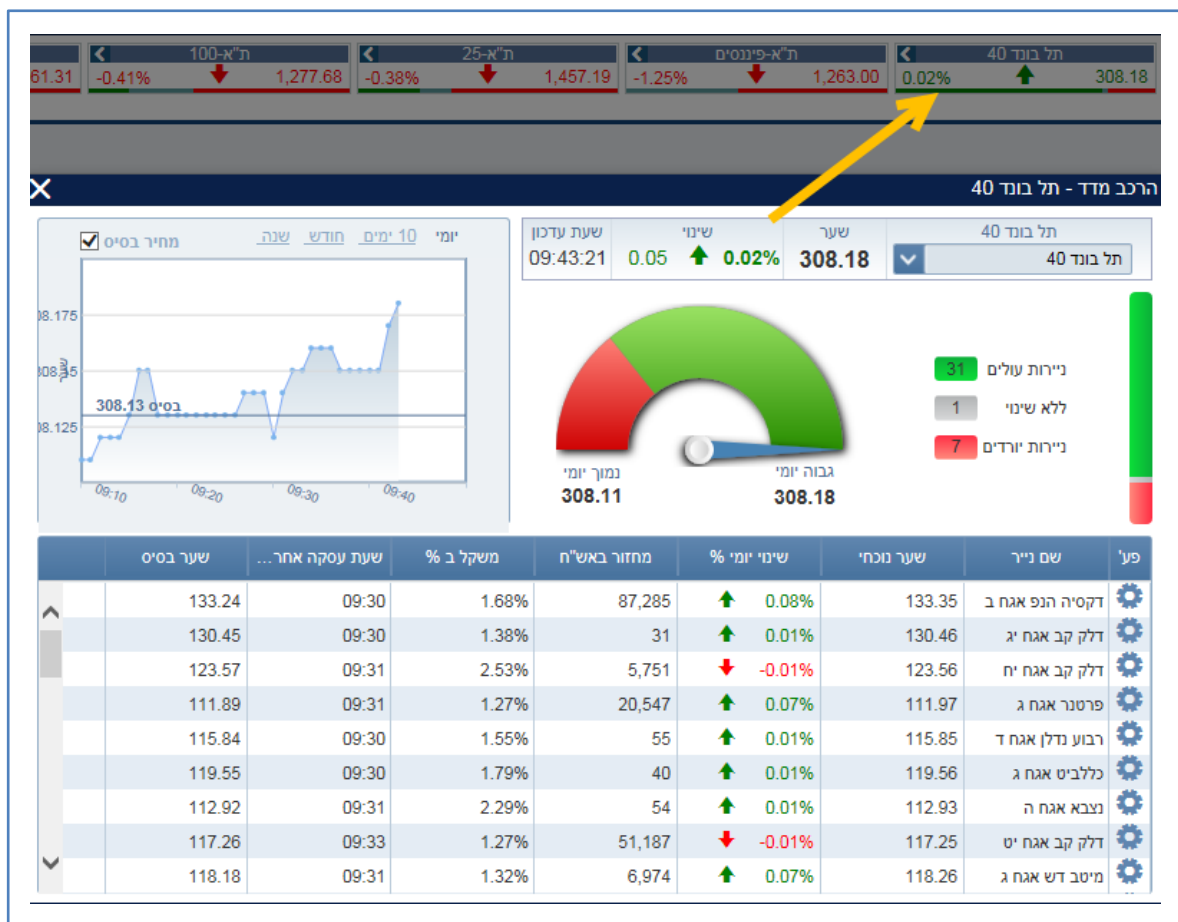 תל בונד 40
308.18 0.02%
ת"א-פיננסים
1,263.00 -1.25%
ת"א-25
1,457.19 -0.38%
ת"א-100
1,277.68 -0.41%
61.31
הרכב מדד - תל בונד 40
תל בונד 40 שער שינוי שעת עדכון
תל בונד 40 308.18 0.02% 0.05 09:43:21
יומי 10 ימים חודש שנה מחיר בסיס
ניירות עולים 31
ללא שינוי 1
ניירות יורדים 7
גבוה יומי
308.18
נמוך יומי
308.11
08.175
308.15
שער
בסיס 308.13
08.125
09:10 09:20 09:30 09:40
פע' שם נייר שער נוכחי שינוי יומי % מחזור באש"ח משקל ב % שעת עסקה אחר... שער בסיס
דקסיה הנפ אגח ב 133.35 0.08% 87,285 1.68% 09:30 133.24
דלק קב אגח יג 130.46 0.01% 31 1.38% 09:30 130.45
דלק קב אגח יח 123.56 -0.01% 5,751 2.53% 09:31 123.57
פרטנר אגח ג 111.97 0.07% 20,547 1.27% 09:31 111.89
רבוע נדלן אגח ד 115.85 0.01% 55 1.55% 09:30 115.84
כללביט אגח ג 119.56 0.01% 40 1.79% 09:30 119.55
נצבא אגח ה 112.93 0.01% 54 2.29% 09:31 112.92
דלק קב אגח יט 117.25 -0.01% 51,187 1.27% 09:33 117.26
מיטב דש אגח ג 118.26 0.07% 6,974 1.32% 09:31 118.18